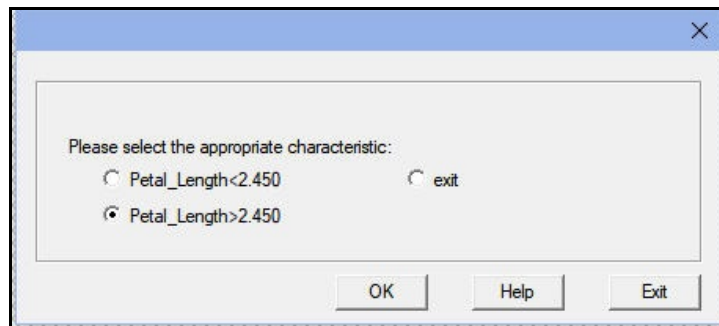 Please select the appropriate characteristic:
Petal_Length<2.450 exit
Petal_Length>2.450
OK Help Exit